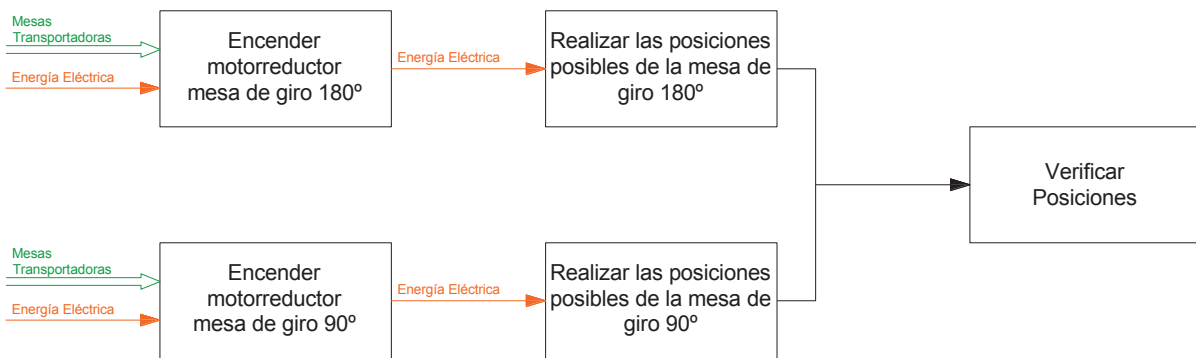 Mesas
Transportadoras
Energía Eléctrica
Encender
motorreductor
mesa de giro 180º
Energía Eléctrica
Realizar las posiciones
posibles de la mesa de
giro 180º
Verificar
Posiciones
Mesas
Transportadoras
Energía Eléctrica
Encender
motorreductor
mesa de giro 90º
Energía Eléctrica
Realizar las posiciones
posibles de la mesa de
giro 90º